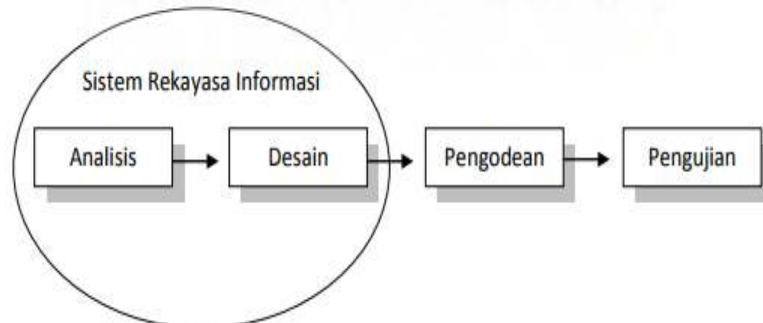 Sistem Rekayasa Informasi
Analisis
Desain
Pengodean
Pengujian